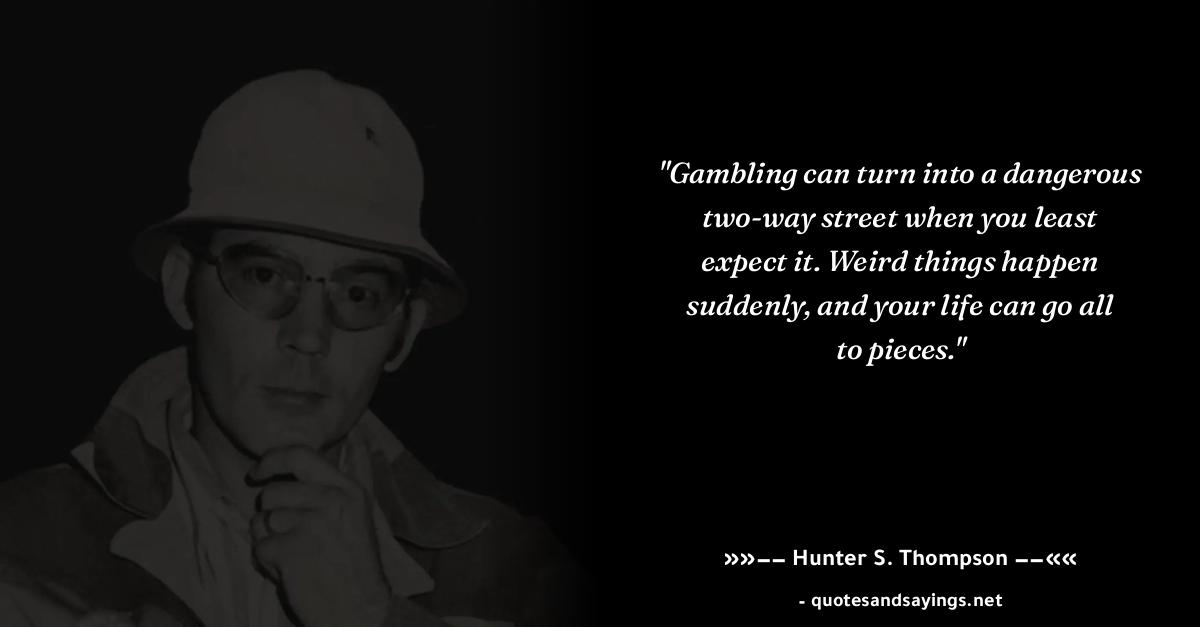 "Gambling can turn into a dangerous
two-way street when you least
expect it. Weird things happen
suddenly, and your life can go all
to pieces."
»»–– Hunter S. Thompson ––««
- quotesandsayings.net